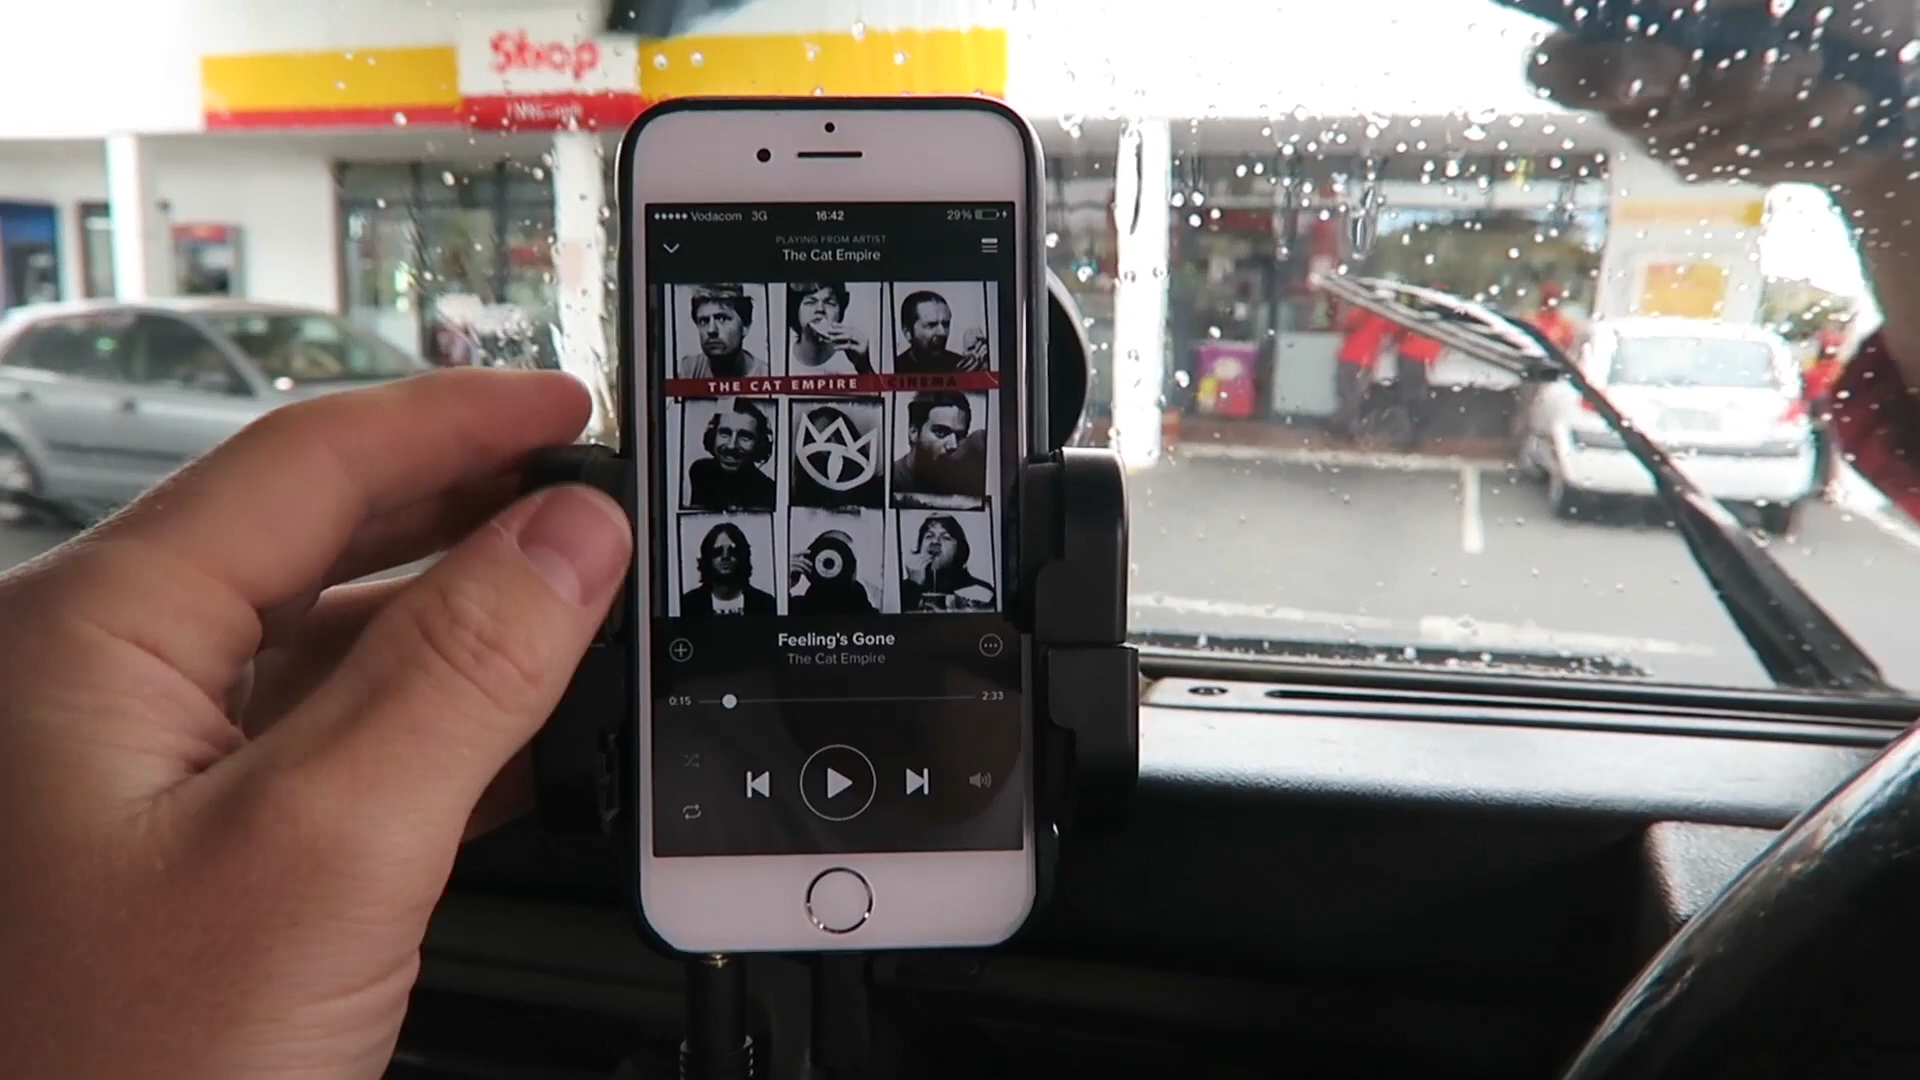 Shop
Vodacom 3G 16:42 29%
PLAYING FROM ARTIST
The Cat Empire
THE CAT EMPIRE CINEMA
Feeling's Gone
The Cat Empire
0:15 2:33